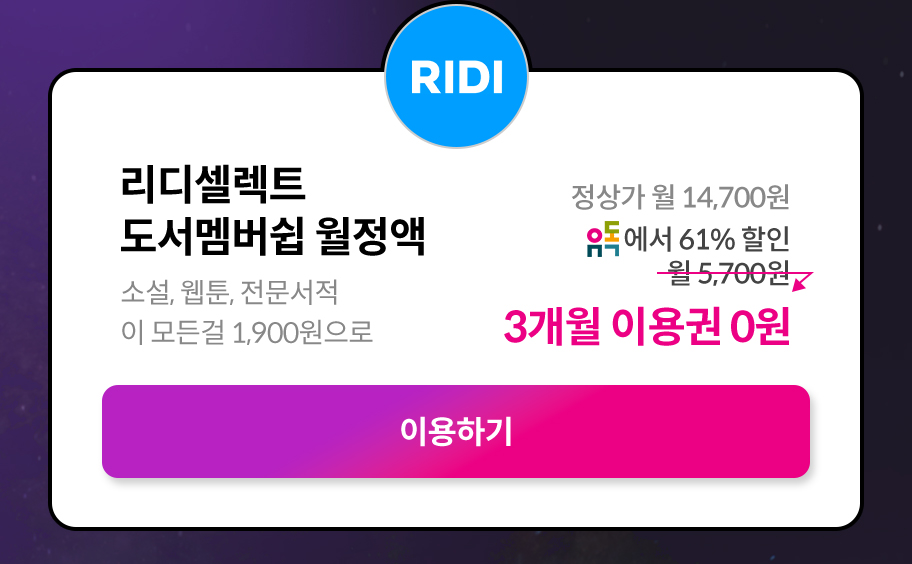 RIDI
리디셀렉트
도서멤버쉽 월정액
소설, 웹툰, 전문서적
이 모든걸 1,900원으로
정상가 월 14,700원
유독에서 61% 할인
월 5,700원
3개월 이용권 0원
이용하기